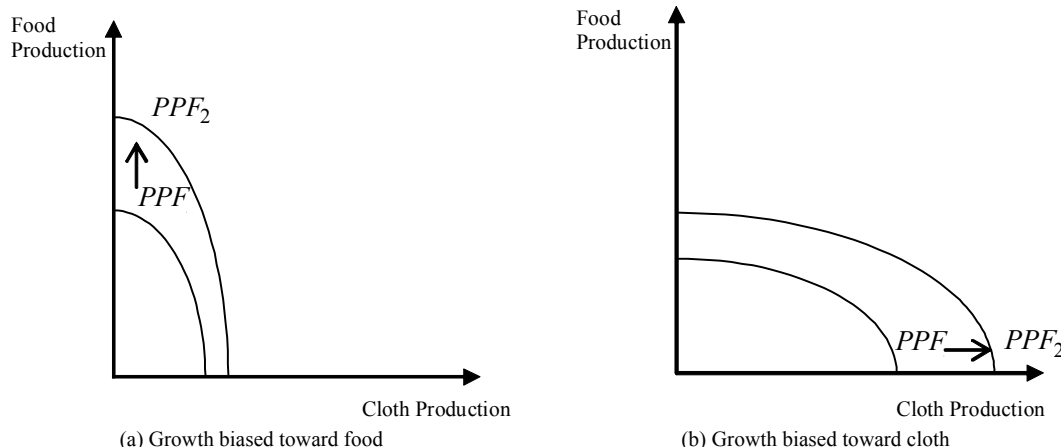 Food
Production
PPF2
PPF
Cloth Production
(a) Growth biased toward food
Food
Production
PPF
PPF2
Cloth Production
(b) Growth biased toward cloth